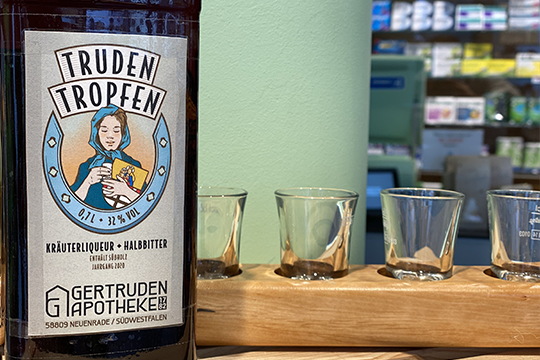 TRUDEN
TROPFEN
0,7 L + 32 % VOL
KRÄUTERLIQUEUR + HALBBITTER
ENTHÄLT SÜßHOLZ
JAHRGANG 2020
GERTRUDEN
APOTHEKE
58809 NEUENRADE / SÜDWESTFALEN